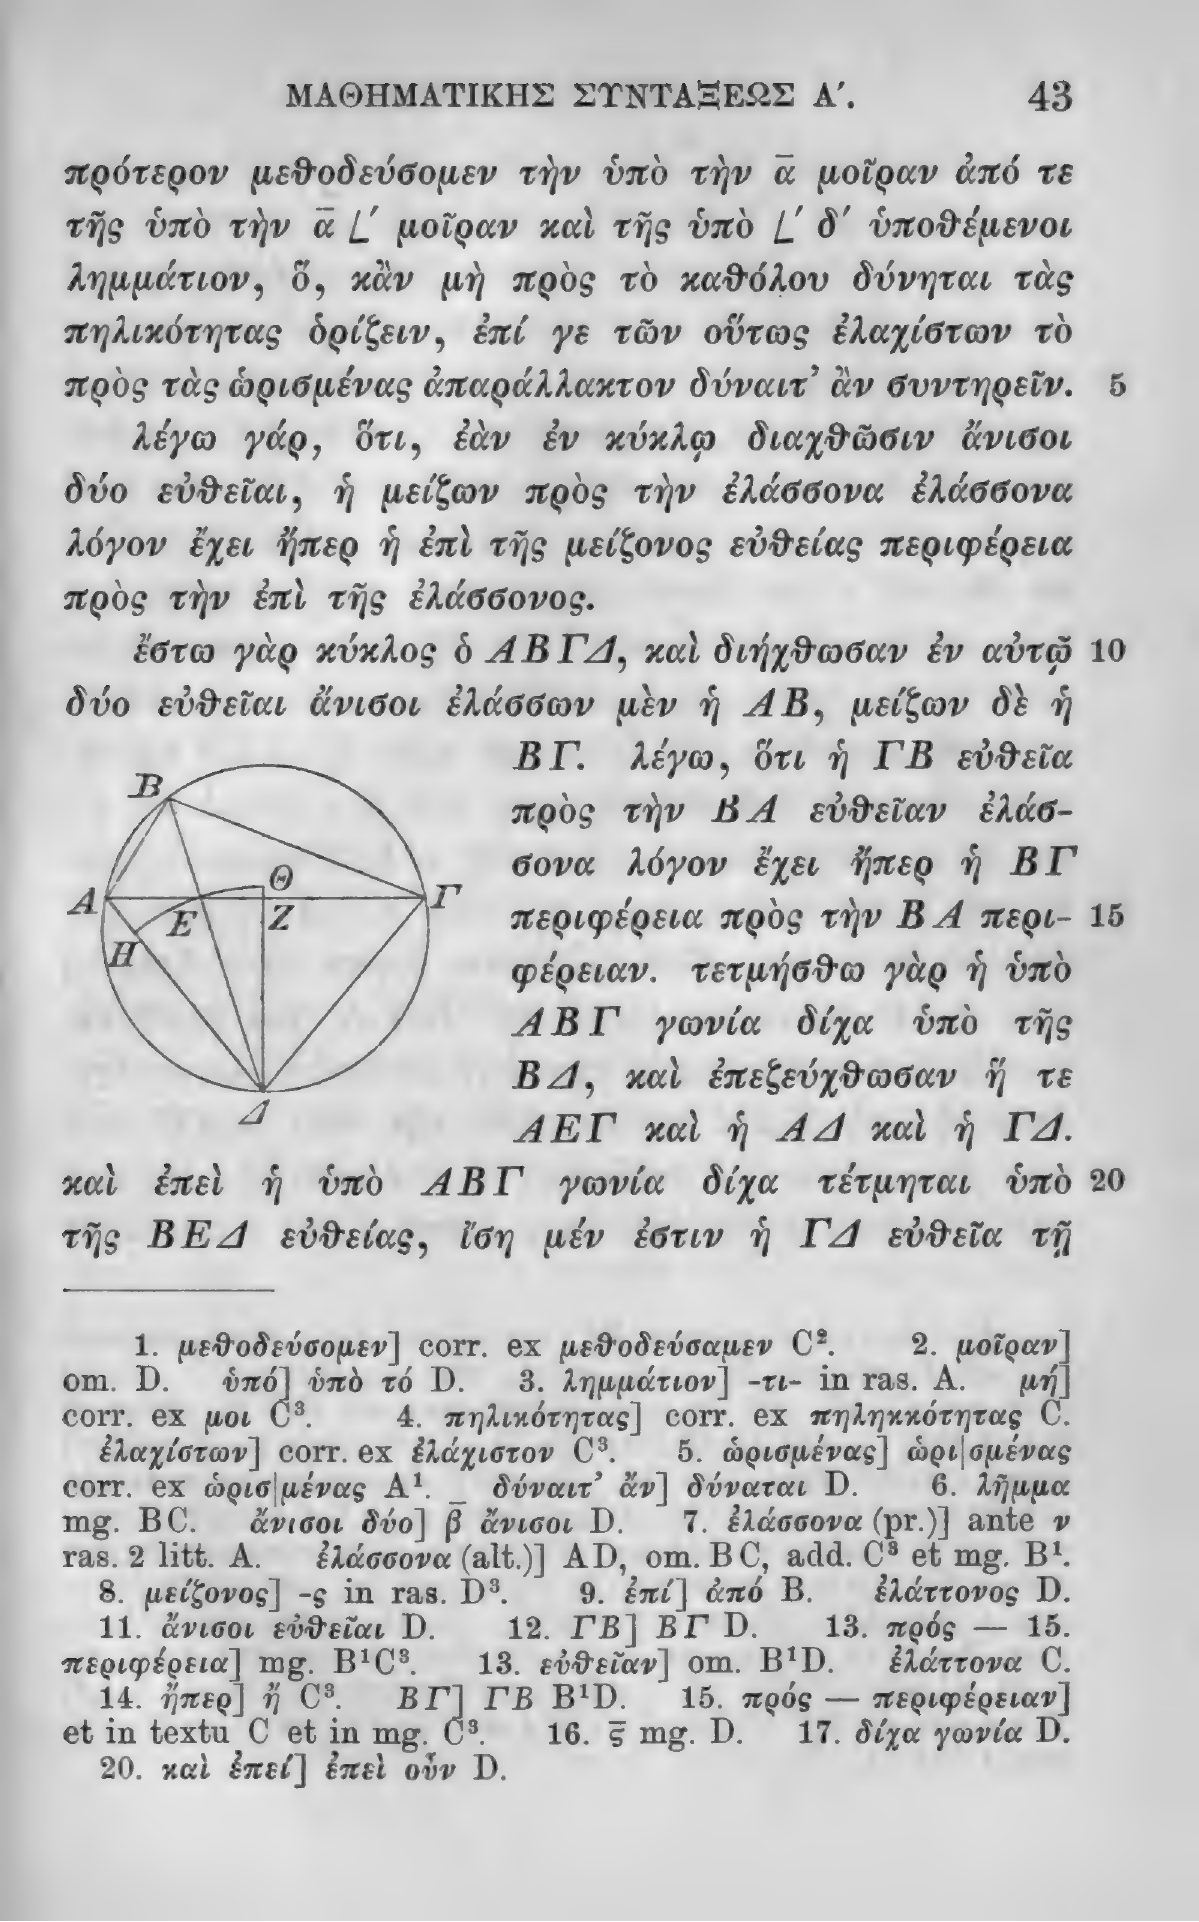 ΜΑΘΗΜΑΤΙΚΗΣ ΣΥΝΤΑΞΕΩΣ Α΄. 43
πρότερον μεθοδεύσομεν τὴν ὑπὸ τὴν α̅ μοῖραν ἀπό τε
τῆς ὑπὸ τὴν α̅ 𐅵΄ μοῖραν καὶ τῆς ὑπὸ 𐅵΄ δ΄ ὑποθέμενοι
λημμάτιον, ὅ, κἂν μὴ πρὸς τὸ καθόλου δύνηται τὰς
πηλικότητας ὁρίζειν, ἐπί γε τῶν οὕτως ἐλαχίστων τὸ
πρὸς τὰς ὡρισμένας ἀπαράλλακτον δύναιτ’ ἂν συντηρεῖν. 5
λέγω γάρ, ὅτι, ἐὰν ἐν κύκλῳ διαχθῶσιν ἄνισοι
δύο εὐθεῖαι, ἡ μείζων πρὸς τὴν ἐλάσσονα ἐλάσσονα
λόγον ἔχει ἤπερ ἡ ἐπὶ τῆς μείζονος εὐθείας περιφέρεια
πρὸς τὴν ἐπὶ τῆς ἐλάσσονος.
ἔστω γὰρ κύκλος ὁ ΑΒΓΔ, καὶ διήχθωσαν ἐν αὐτῷ 10
δύο εὐθεῖαι ἄνισοι ἐλάσσων μὲν ἡ ΑΒ, μείζων δὲ ἡ
ΒΓ. λέγω, ὅτι ἡ ΓΒ εὐθεῖα
πρὸς τὴν ΒΑ εὐθεῖαν ἐλάσ-
σονα λόγον ἔχει ἤπερ ἡ ΒΓ
περιφέρεια πρὸς τὴν ΒΑ περι- 15
φέρειαν. τετμήσθω γὰρ ἡ ὑπὸ
ΑΒΓ γωνία δίχα ὑπὸ τῆς
ΒΔ, καὶ ἐπεζεύχθωσαν ἥ τε
ΑΕΓ καὶ ἡ ΑΔ καὶ ἡ ΓΔ.
Β
Θ
Α
Γ
Ε
Ζ
Η
Δ
καὶ ἐπεὶ ἡ ὑπὸ ΑΒΓ γωνία δίχα τέτμηται ὑπὸ 20
τῆς ΒΕΔ εὐθείας, ἴση μέν ἐστιν ἡ ΓΔ εὐθεῖα τῇ
1. μεθοδεύσομεν] corr. ex μεθοδεύσαμεν C². 2. μοῖραν]
om. D. ὑπό] ὑπὸ τό D. 3. λημμάτιον] -τι- in ras. A. μή]
corr. ex μοι C³. 4. πηλικότητας] corr. ex πηληκκότητας C.
ἐλαχίστων] corr. ex ἐλάχιστον C³. 5. ὡρισμένας] ὡρι|σμένας
corr. ex ὡρισ|μένας A¹. δύναιτ’ ἄν] δύναται D. 6. λῆμμα
mg. BC. ἄνισοι δύο] β̅ ἄνισοι D. 7. ἐλάσσονα (pr.)] ante ν
ras. 2 litt. A. ἐλάσσονα (alt.)] AD, om. BC, add. C³ et mg. B¹.
8. μείζονος] -ς in ras. D³. 9. ἐπί] ἀπό B. ἐλάττονος D.
11. ἄνισοι εὐθεῖαι D. 12. ΓΒ] ΒΓ D. 13. πρός — 15.
περιφέρεια] mg. B¹C³. 13. εὐθεῖαν] om. B¹D. ἐλάττονα C.
14. ἤπερ] ἤ C³. ΒΓ] ΓΒ B¹D. 15. πρός — περιφέρειαν]
et in textu C et in mg. C³. 16. ϛ̅ mg. D. 17. δίχα γωνία D.
20. καὶ ἐπεί] ἐπεὶ οὖν D.